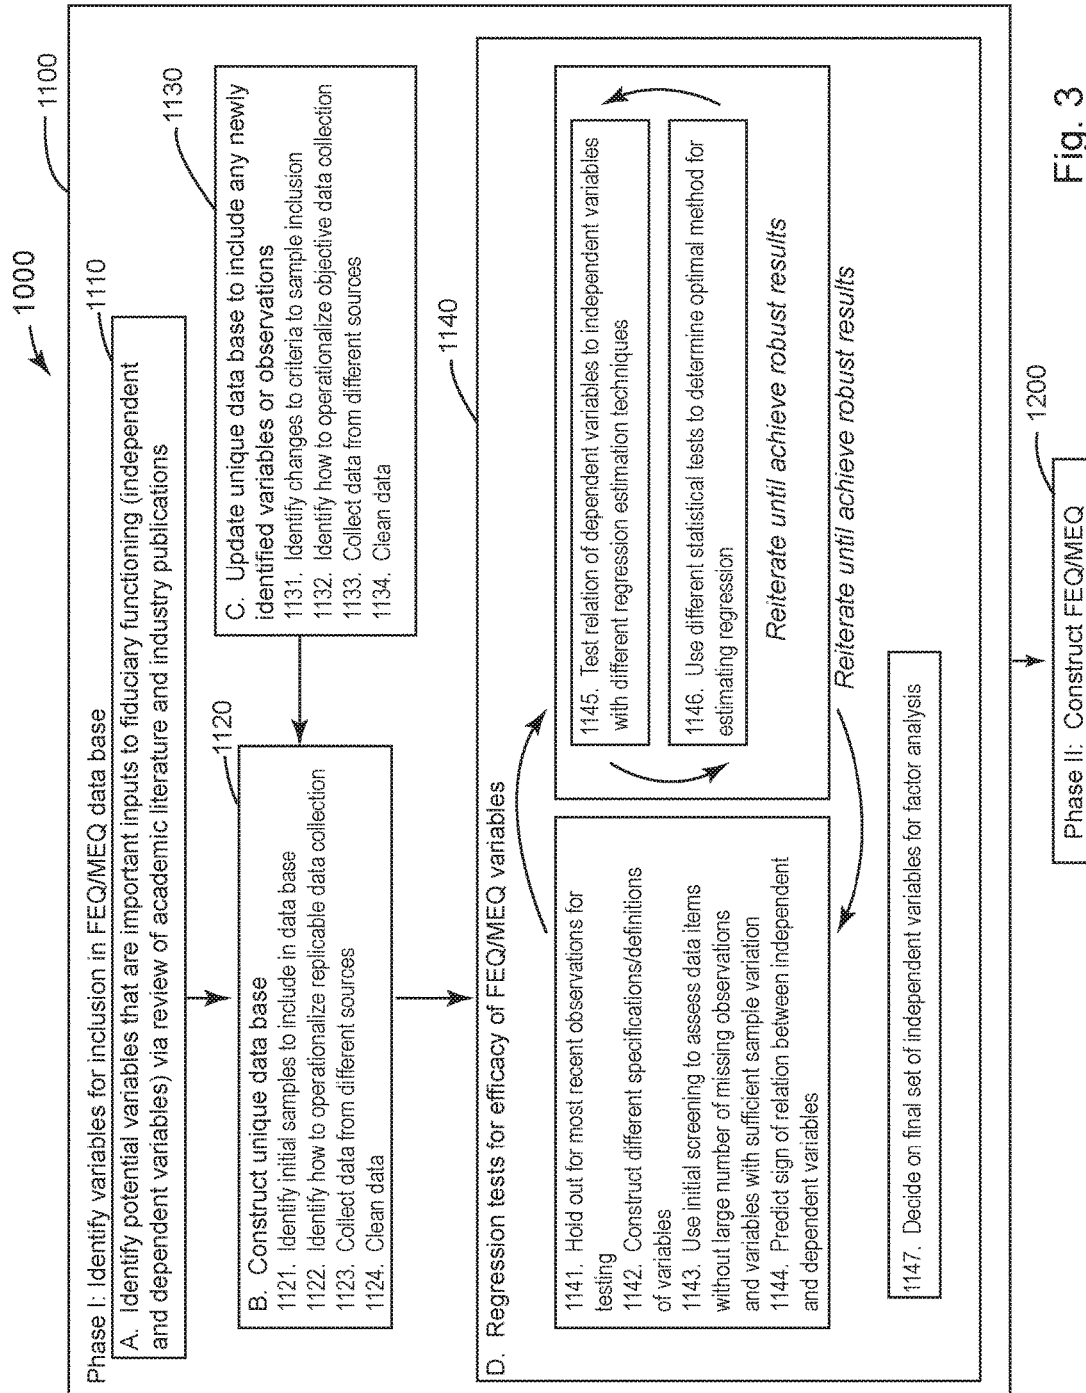 1000
1100
Phase I: Identify variables for inclusion in FEQ/MEQ data base
1110
A. Identify potential variables that are important inputs to fiduciary functioning (independent
and dependent variables) via review of academic literature and industry publications
1120
B. Construct unique data base
1121. Identify initial samples to include in data base
1122. Identify how to operationalize replicable data collection
1123. Collect data from different sources
1124. Clean data
1130
C. Update unique data base to include any newly
identified variables or observations
1131. Identify changes to criteria to sample inclusion
1132. Identify how to operationalize objective data collection
1133. Collect data from different sources
1134. Clean data
1140
D. Regression tests for efficacy of FEQ/MEQ variables
1141. Hold out for most recent observations for
testing
1142. Construct different specifications/definitions
of variables
1143. Use initial screening to assess data items
without large number of missing observations
and variables with sufficient sample variation
1144. Predict sign of relation between independent
and dependent variables
1145. Test relation of dependent variables to independent variables
with different regression estimation techniques
1146. Use different statistical tests to determine optimal method for
estimating regression
Reiterate until achieve robust results
Reiterate until achieve robust results
1147. Decide on final set of independent variables for factor analysis
1200
Phase II: Construct FEQ/MEQ
Fig. 3